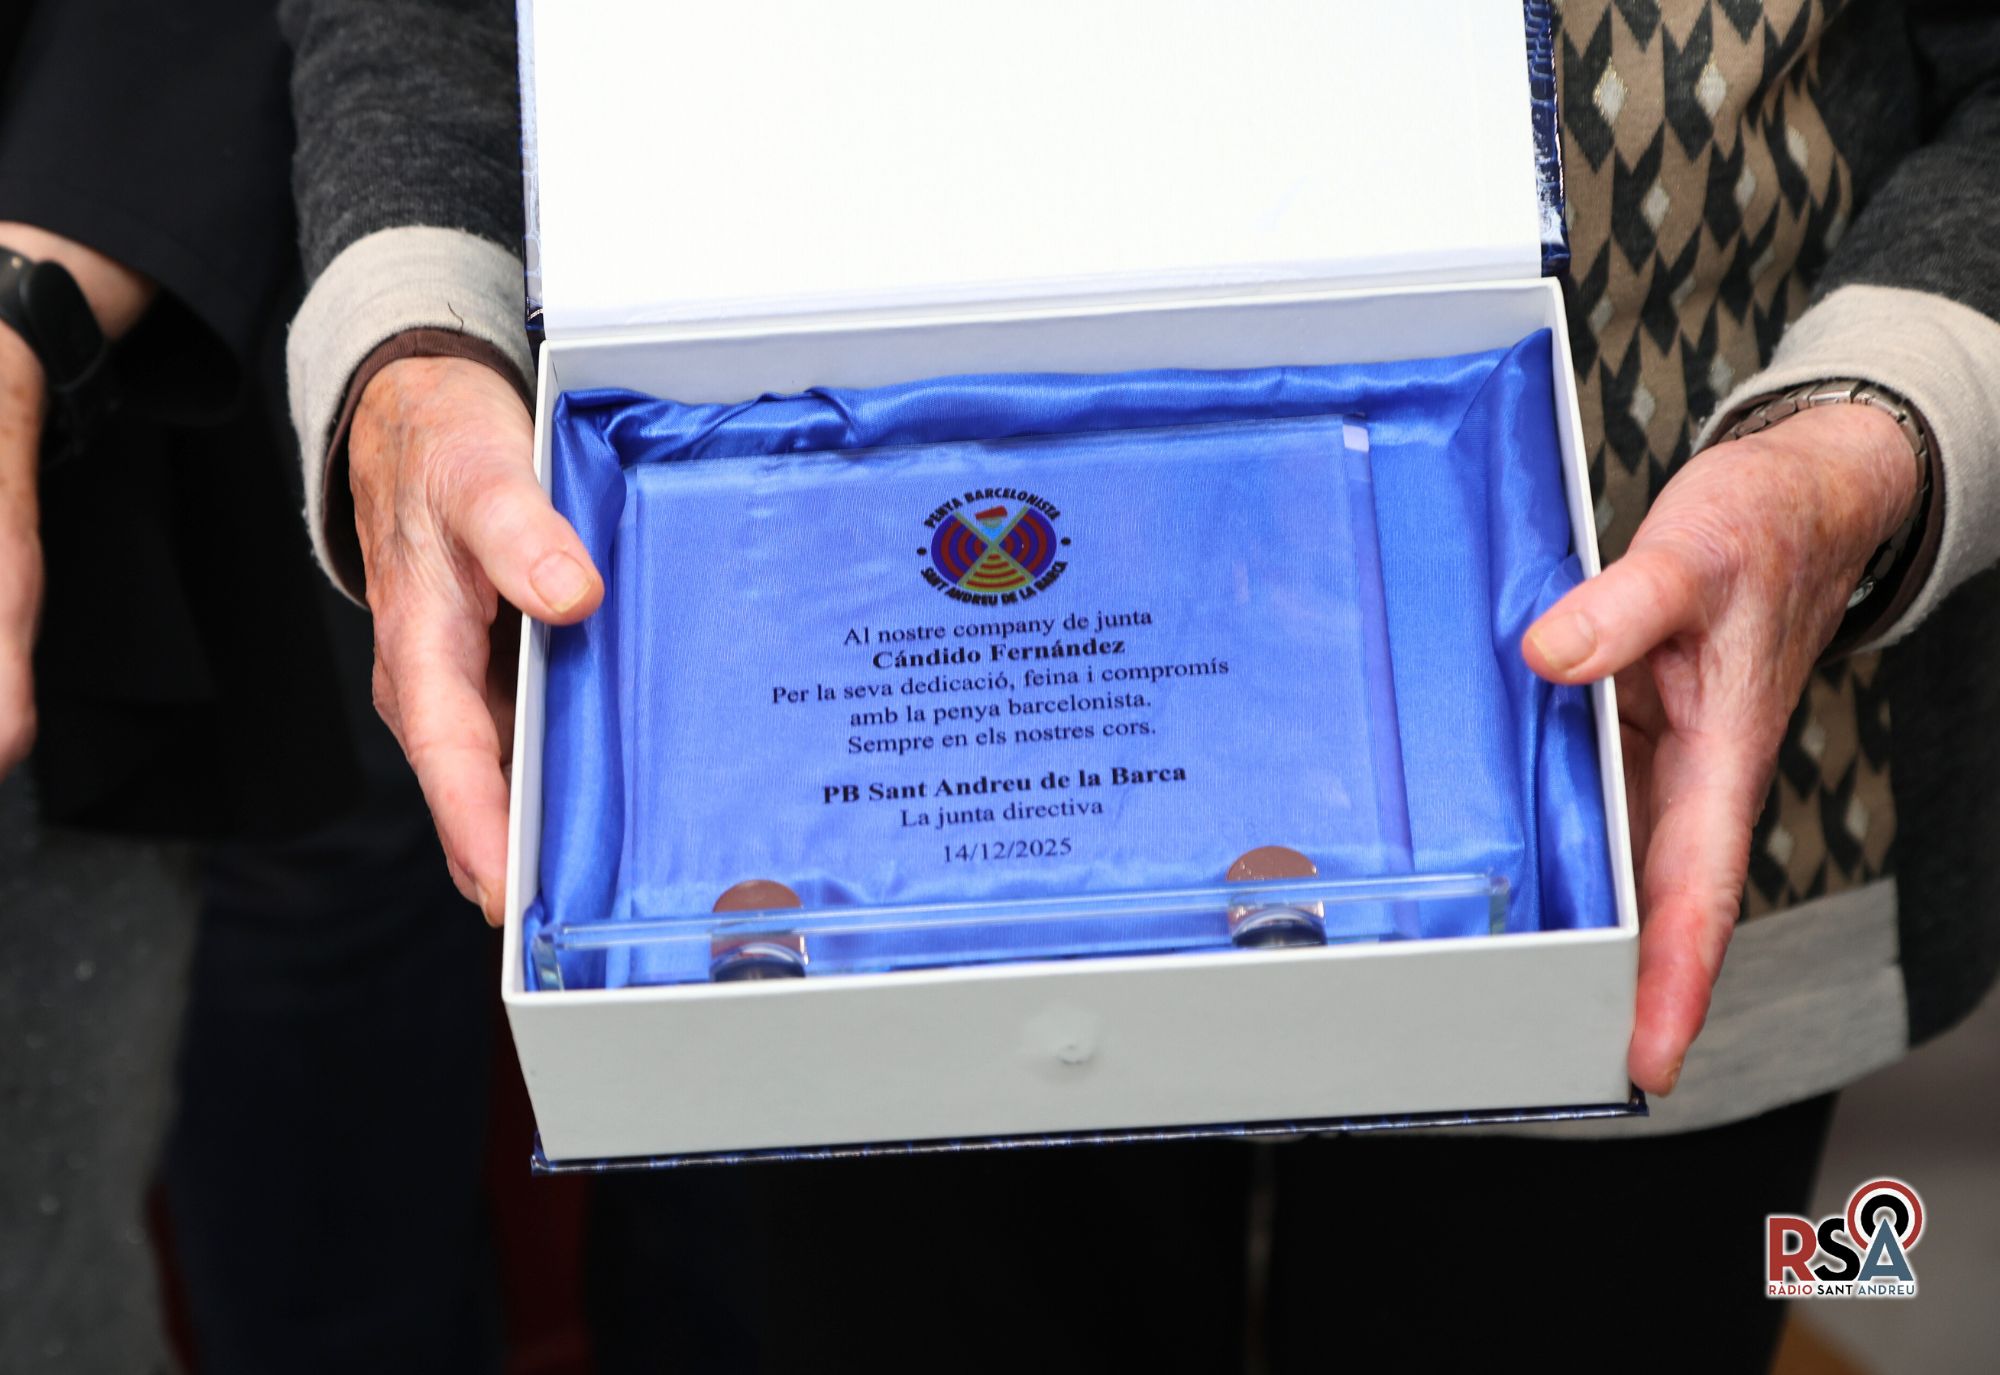 PENYA BARCELONISTA
SANT ANDREU DE LA BARCA
Al nostre company de junta
Cándido Fernández
Per la seva dedicació, feina i compromís
amb la penya barcelonista.
Sempre en els nostres cors.
PB Sant Andreu de la Barca
La junta directiva
14/12/2025
RSA
RÀDIO SANT ANDREU